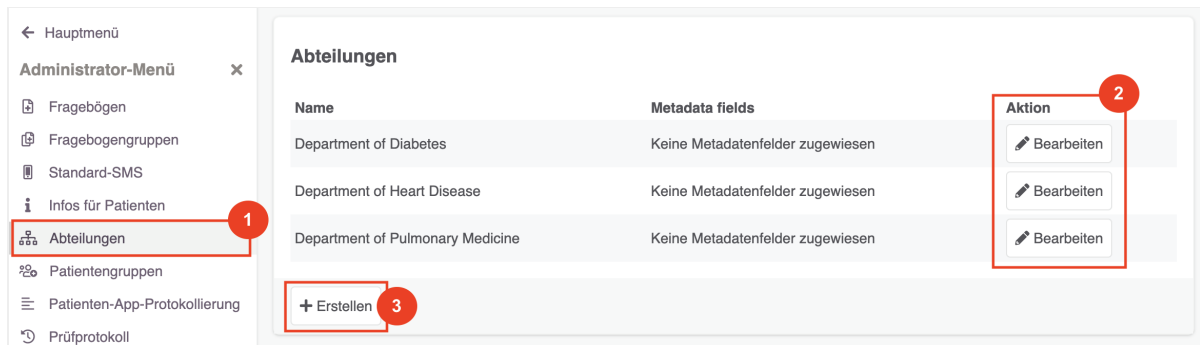 Hauptmenü
Administrator-Menü
Fragebögen
Fragebogengruppen
Standard-SMS
Infos für Patienten
Abteilungen
1
Patientengruppen
Patienten-App-Protokollierung
Prüfprotokoll
Abteilungen
Name Metadata fields Aktion
2
Department of Diabetes Keine Metadatenfelder zugewiesen Bearbeiten
Department of Heart Disease Keine Metadatenfelder zugewiesen Bearbeiten
Department of Pulmonary Medicine Keine Metadatenfelder zugewiesen Bearbeiten
+ Erstellen
3